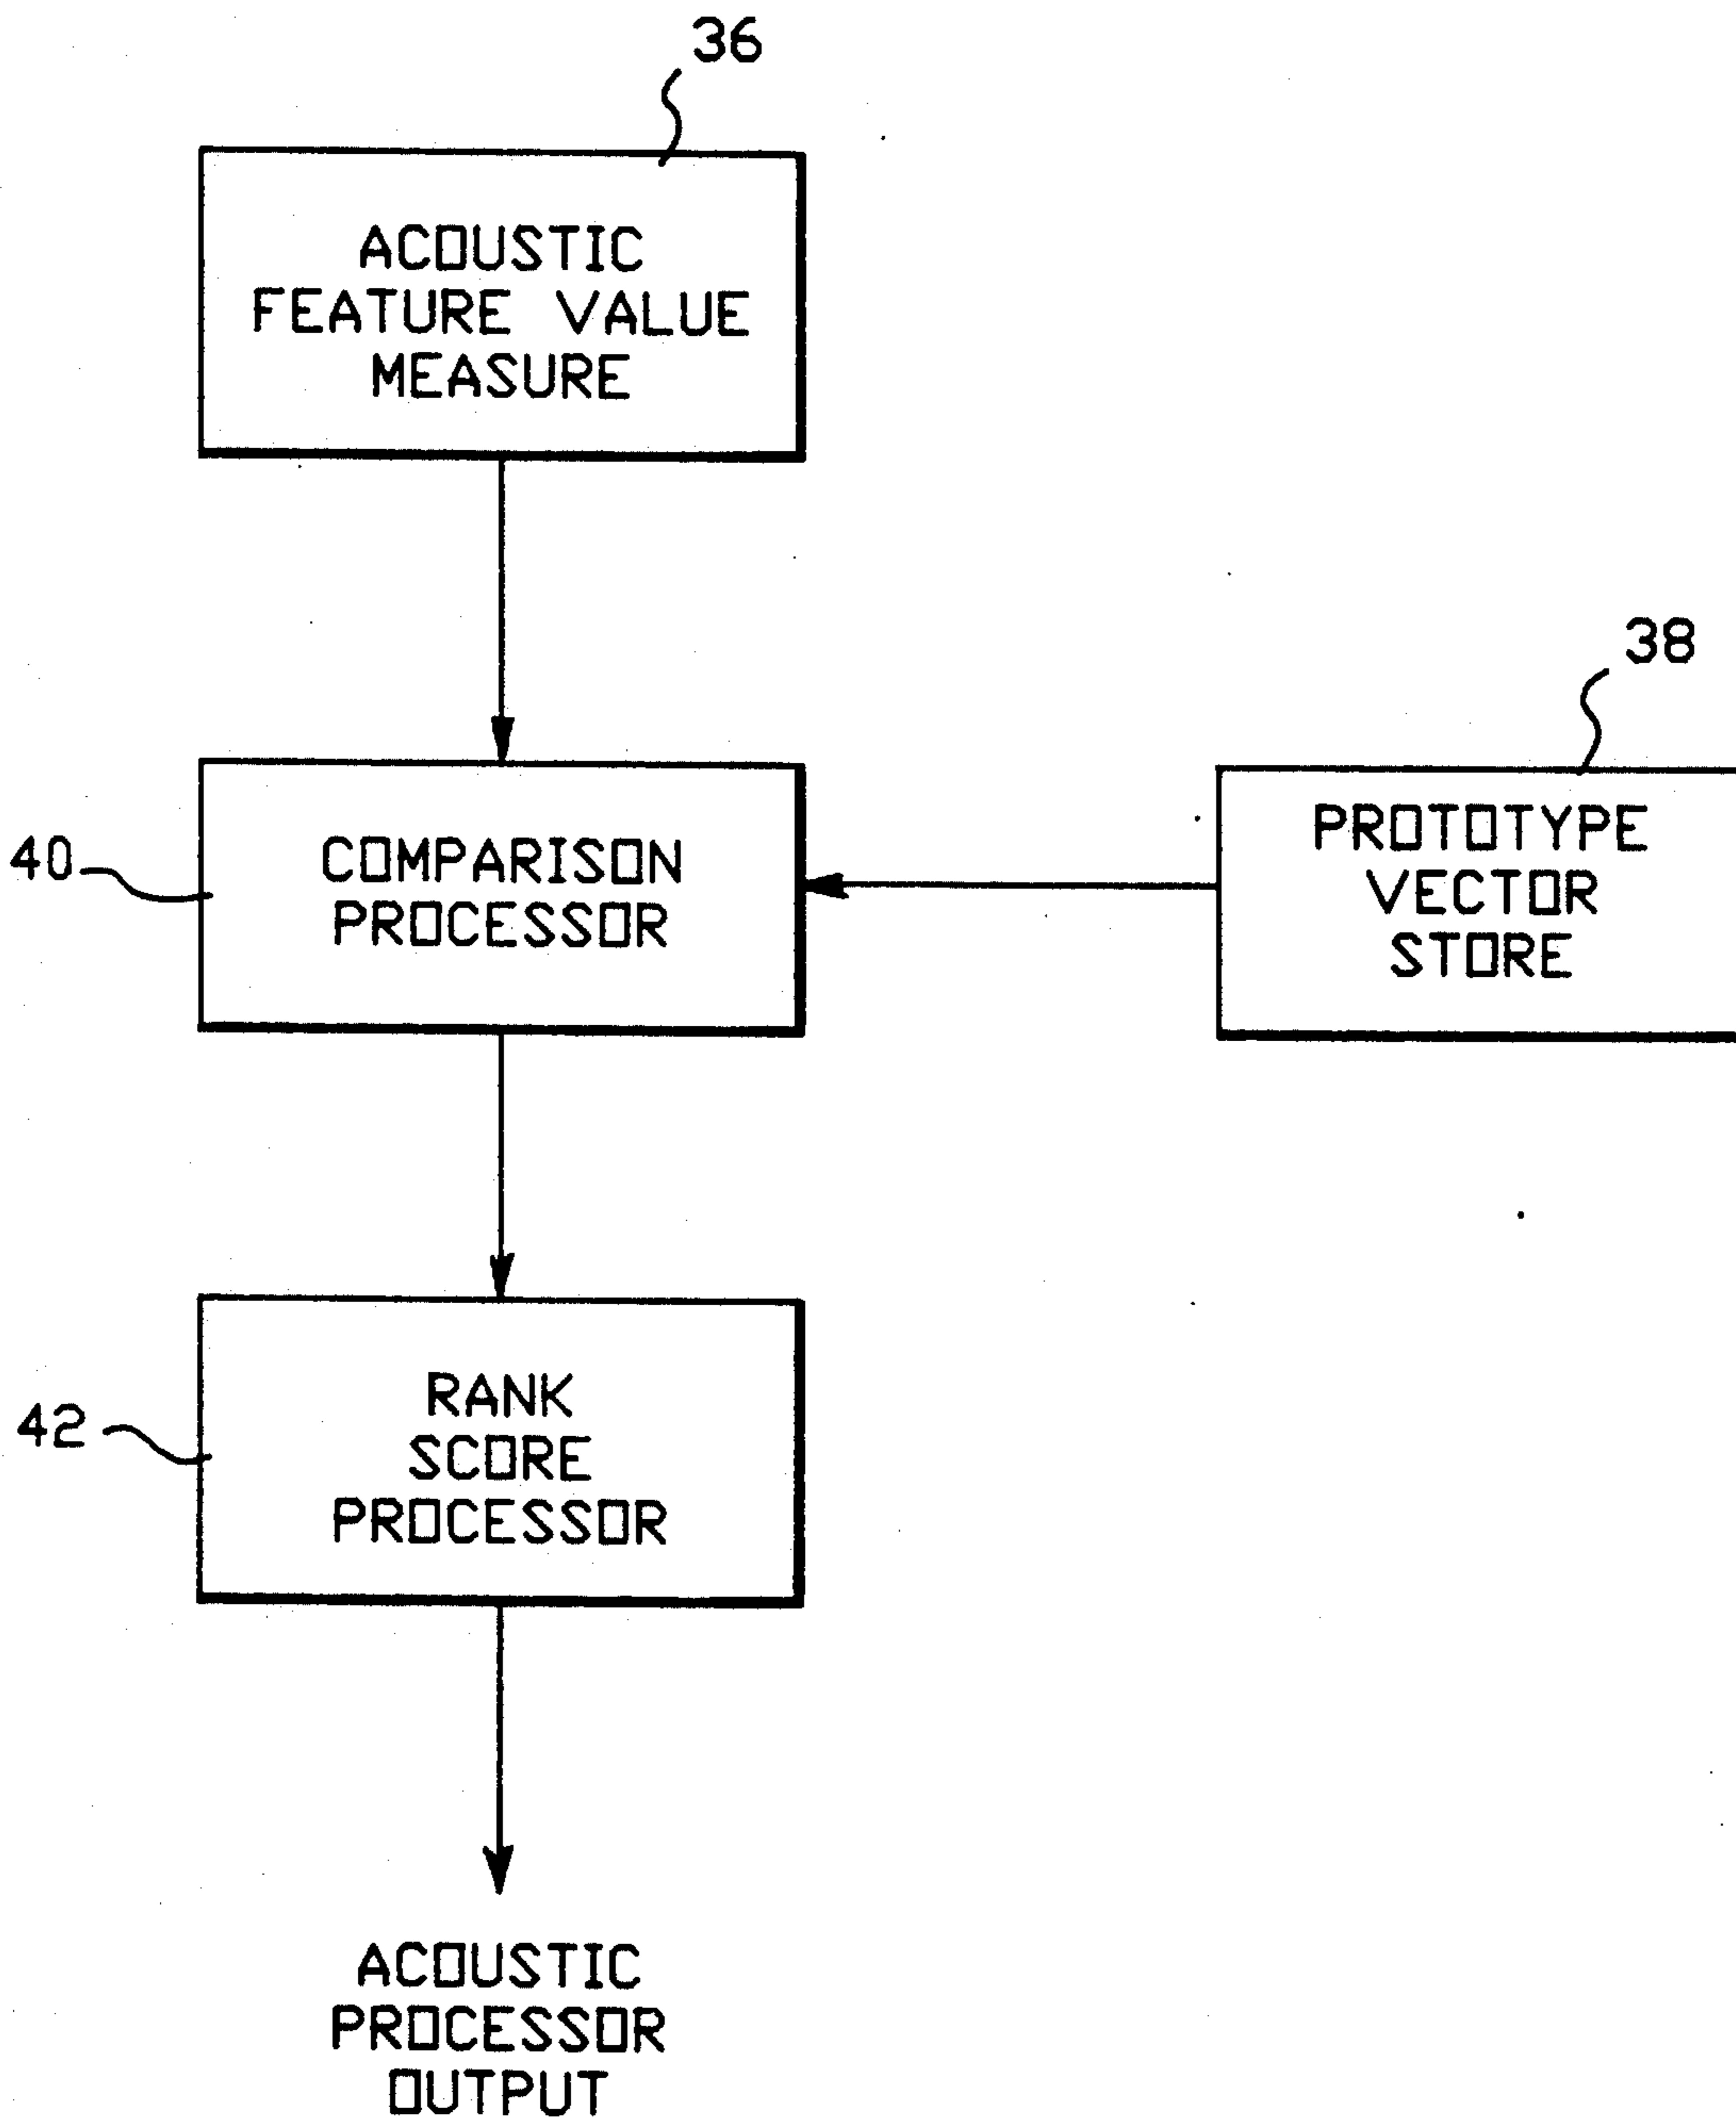 36
ACOUSTIC
FEATURE VALUE
MEASURE
38
40
COMPARISON
PROCESSOR
PROTOTYPE
VECTOR
STORE
42
RANK
SCORE
PROCESSOR
ACOUSTIC
PROCESSOR
OUTPUT